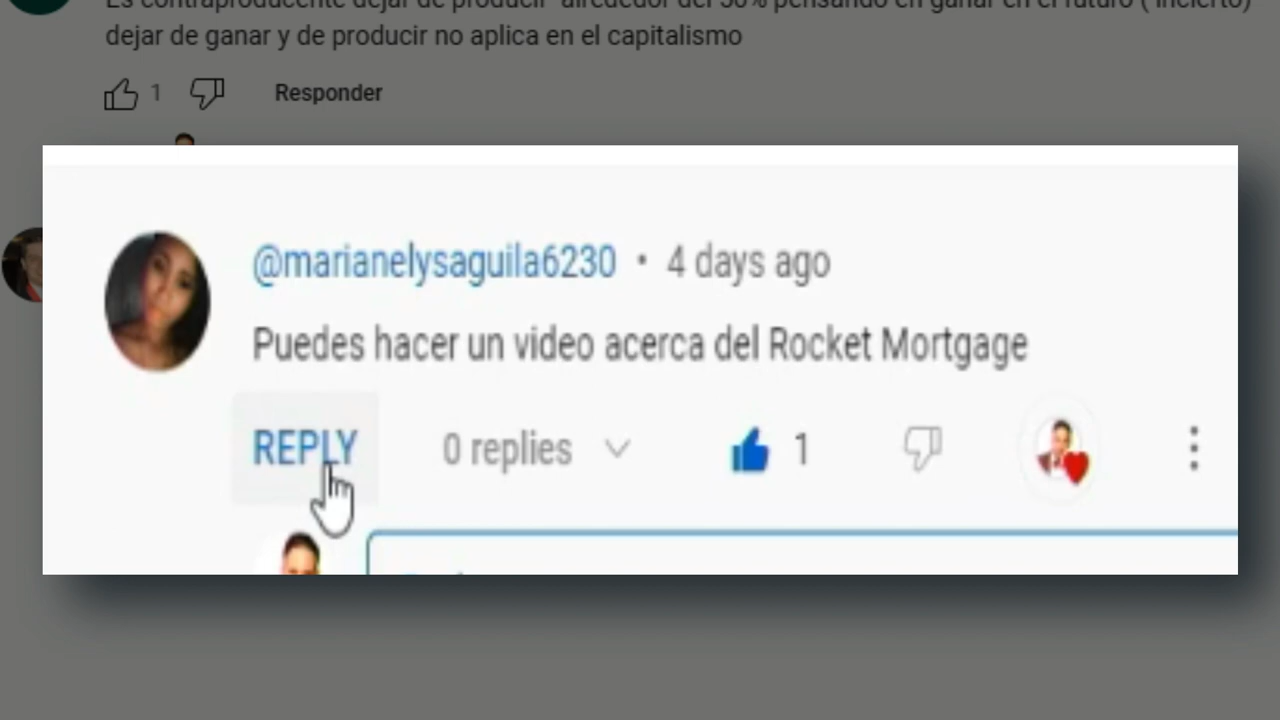 Es contraproducente dejar de producir alrededor del 50% pensando en ganar en el futuro ( incierto)
dejar de ganar y de producir no aplica en el capitalismo
1 Responder
@marianelysaguila6230 • 4 days ago
Puedes hacer un video acerca del Rocket Mortgage
REPLY 0 replies 1